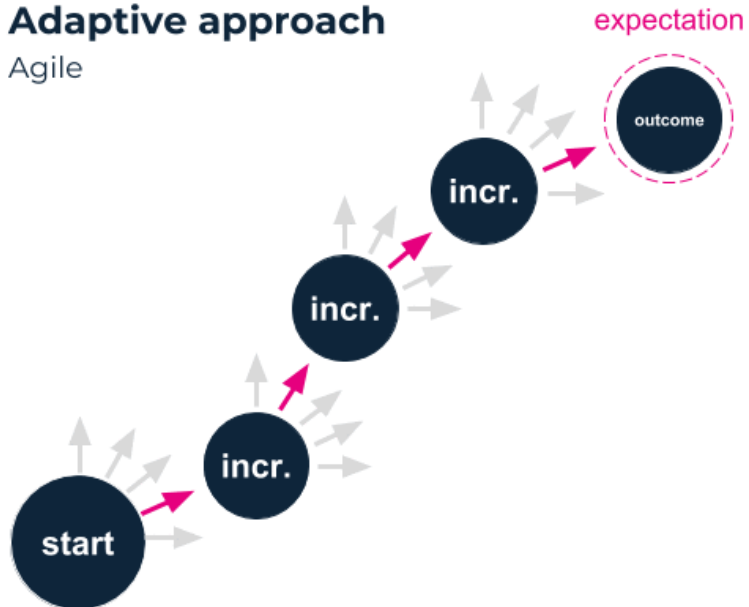 Adaptive approach
Agile
expectation
outcome
incr.
incr.
incr.
start